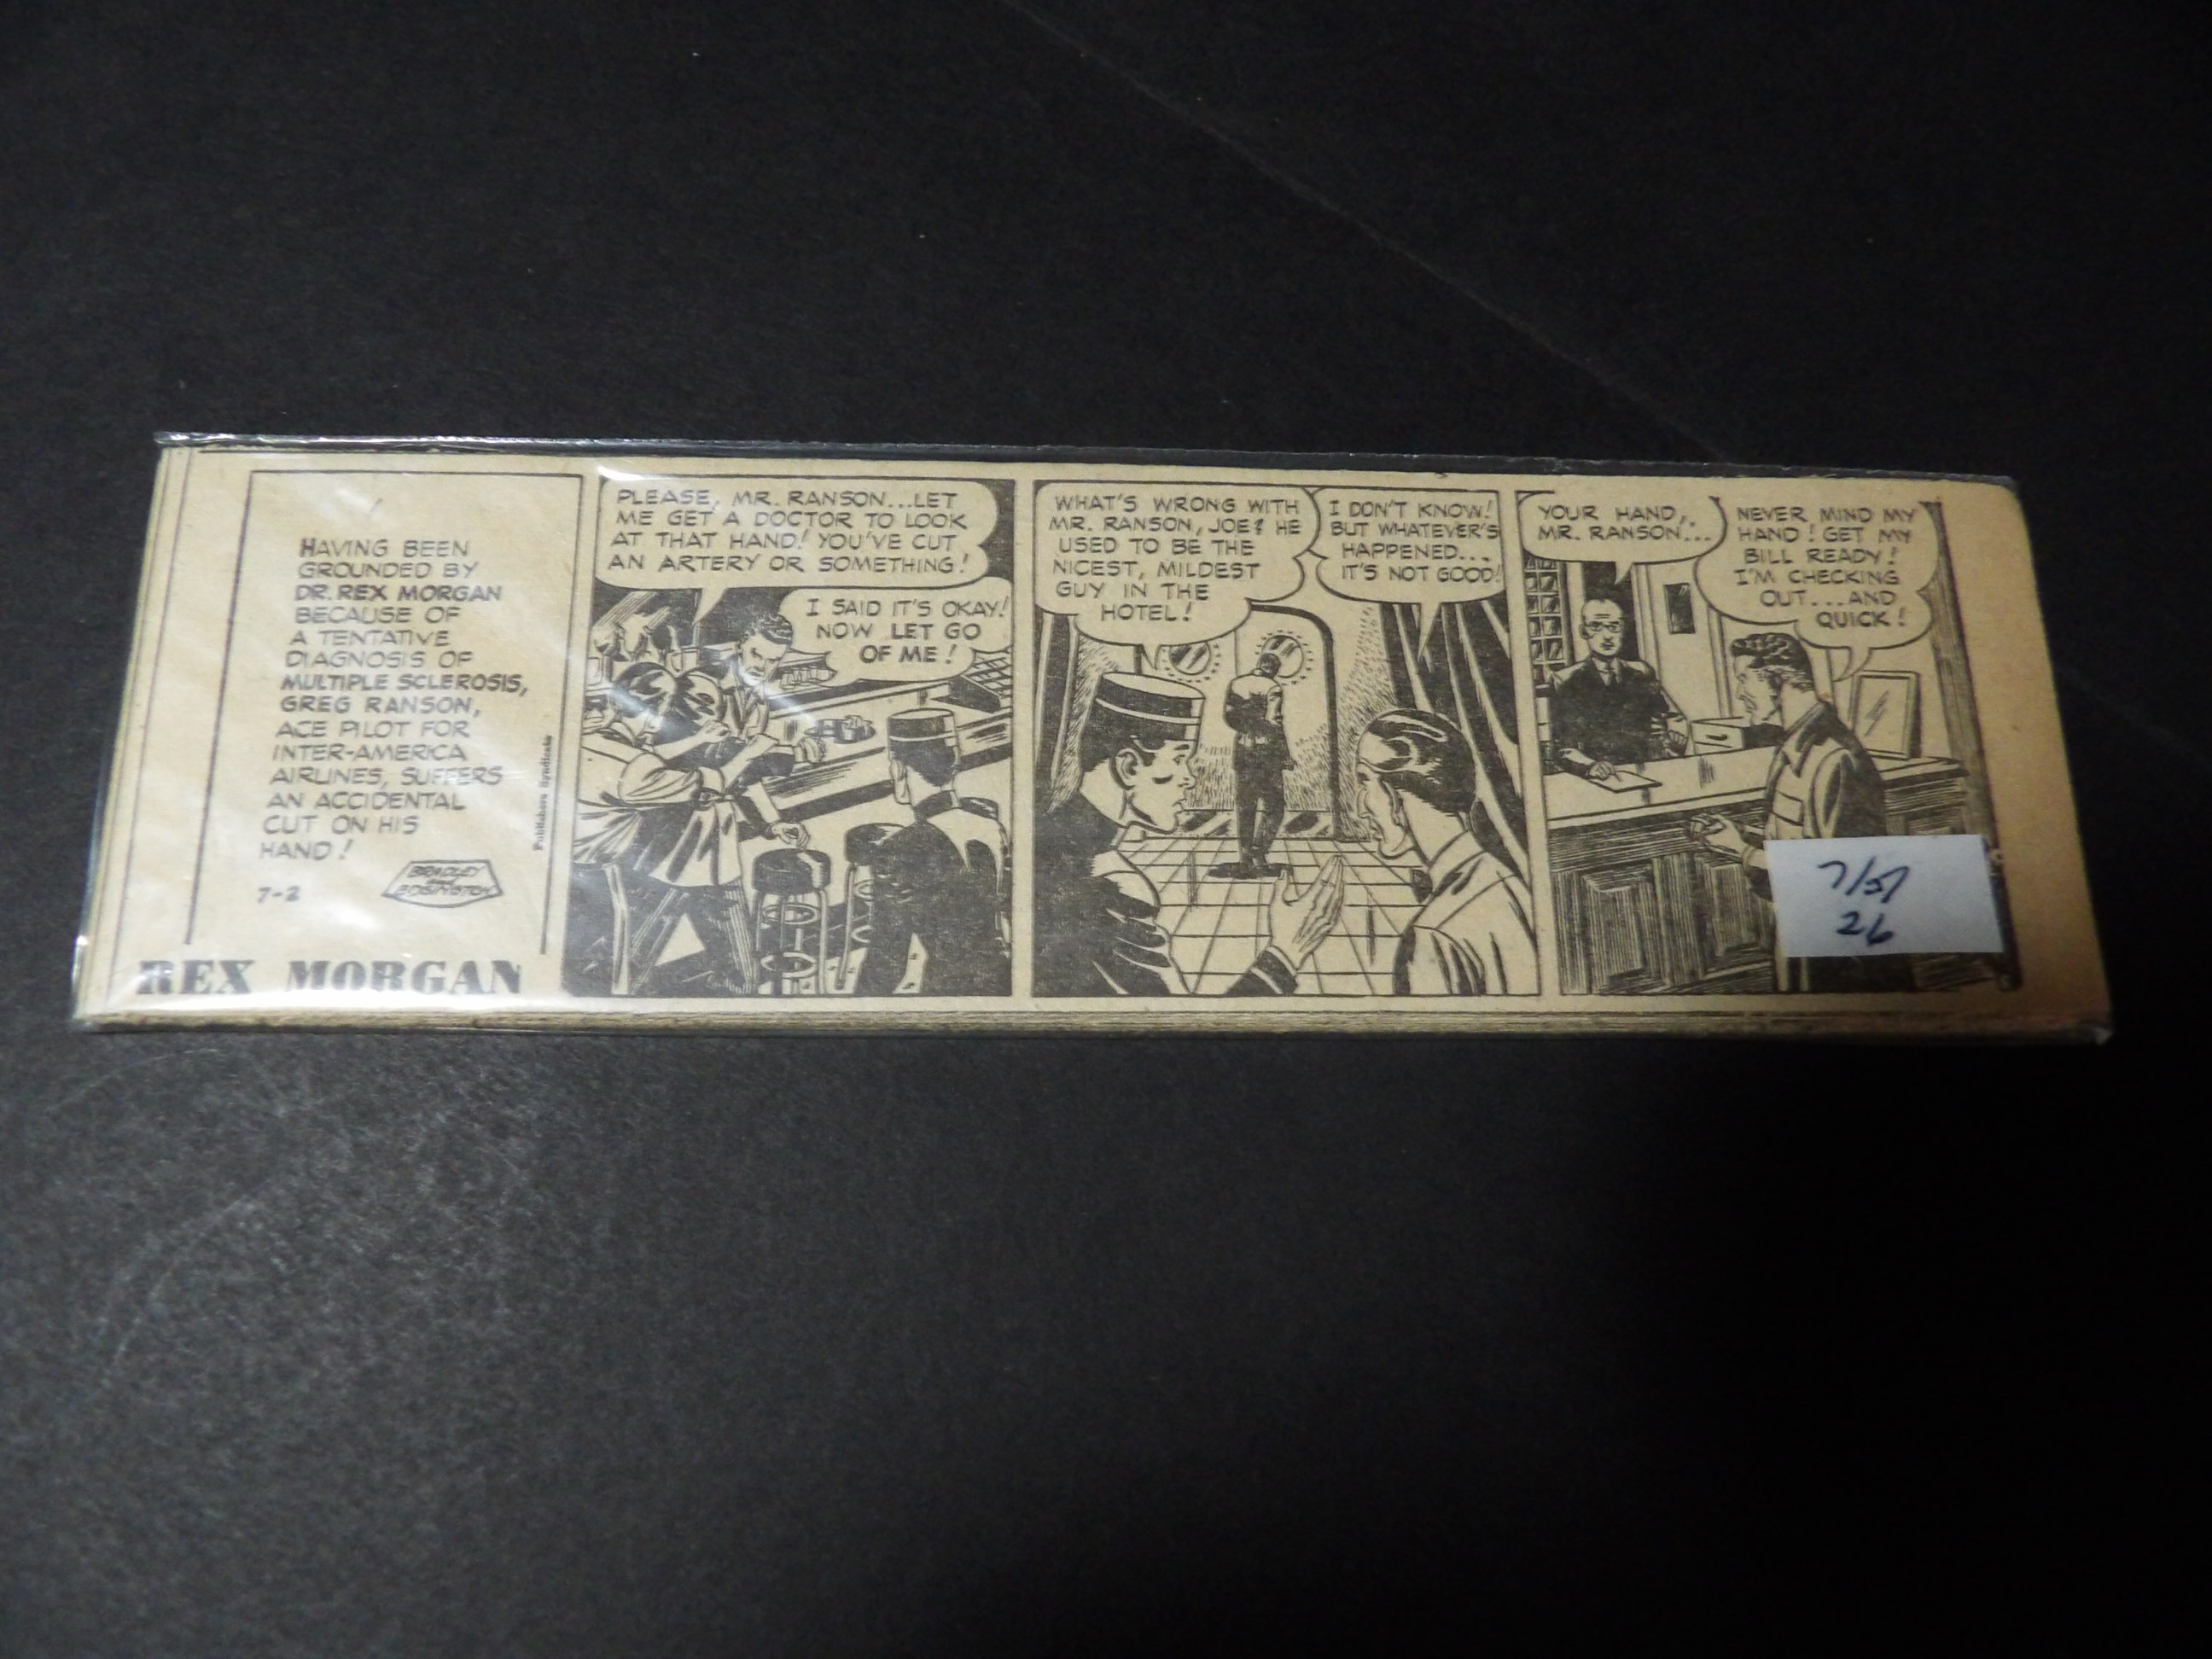 HAVING BEEN
GROUNDED BY
DR. REX MORGAN
BECAUSE OF
A TENTATIVE
DIAGNOSIS OF
MULTIPLE SCLEROSIS,
GREG RANSON,
ACE PILOT FOR
INTER-AMERICA
AIRLINES, SUFFERS
AN ACCIDENTAL
CUT ON HIS
HAND!
7-2
BRADLEY
AND
EDGINGTON
Publishers Syndicate
REX MORGAN
PLEASE, MR. RANSON...LET
ME GET A DOCTOR TO LOOK
AT THAT HAND! YOU'VE CUT
AN ARTERY OR SOMETHING!
I SAID IT'S OKAY!
NOW LET GO
OF ME!
WHAT'S WRONG WITH
MR. RANSON, JOE? HE
USED TO BE THE
NICEST, MILDEST
GUY IN THE
HOTEL!
I DON'T KNOW!
BUT WHATEVER'S
HAPPENED...
IT'S NOT GOOD!
YOUR HAND,
MR. RANSON...
NEVER MIND MY
HAND! GET MY
BILL READY!
I'M CHECKING
OUT...AND
QUICK!
7/57
26